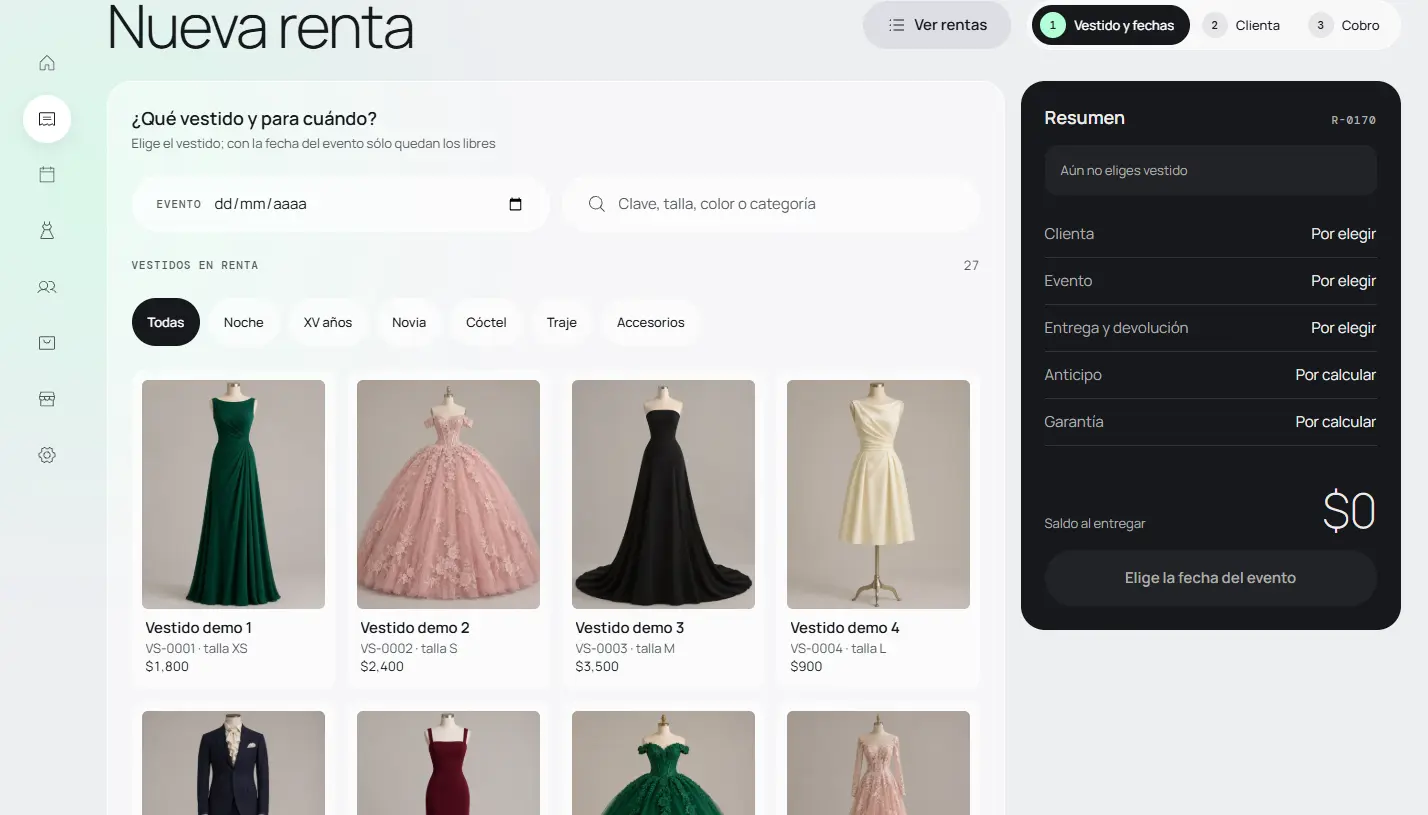 Nueva renta
Ver rentas
1 Vestido y fechas
2 Clienta
3 Cobro
¿Qué vestido y para cuándo?
Elige el vestido; con la fecha del evento sólo quedan los libres
EVENTO dd/mm/aaaa
Clave, talla, color o categoría
VESTIDOS EN RENTA 27
Todas Noche XV años Novia Cóctel Traje Accesorios
Vestido demo 1
VS-0001 · talla XS
$1,800
Vestido demo 2
VS-0002 · talla S
$2,400
Vestido demo 3
VS-0003 · talla M
$3,500
Vestido demo 4
VS-0004 · talla L
$900
Resumen R-0170
Aún no eliges vestido
Clienta Por elegir
Evento Por elegir
Entrega y devolución Por elegir
Anticipo Por calcular
Garantía Por calcular
Saldo al entregar $0
Elige la fecha del evento